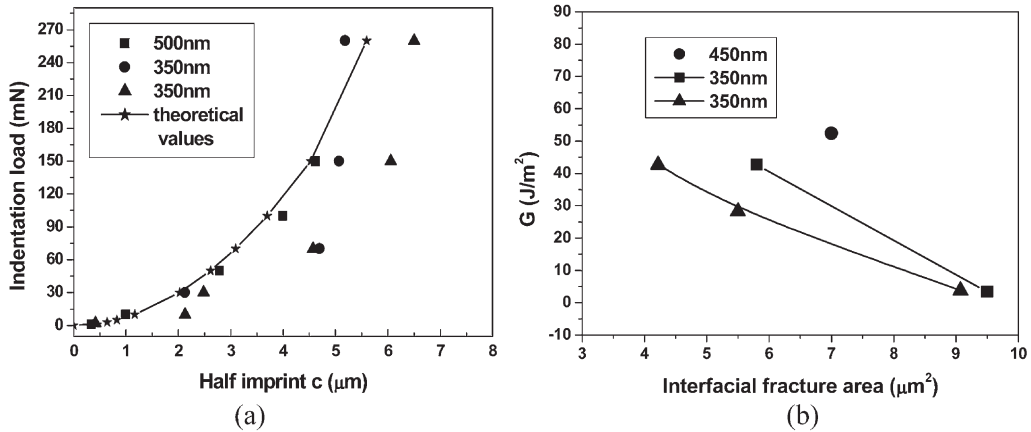 270
240
210
180
150
120
90
60
30
0
Indentation load (mN)
500nm
350nm
350nm
theoretical
values
0 1 2 3 4 5 6 7 8
Half imprint c (μm)
(a)
90
80
70
60
50
40
30
20
10
0
-10
G (J/m²)
450nm
350nm
350nm
3 4 5 6 7 8 9 10
Interfacial fracture area (μm²)
(b)